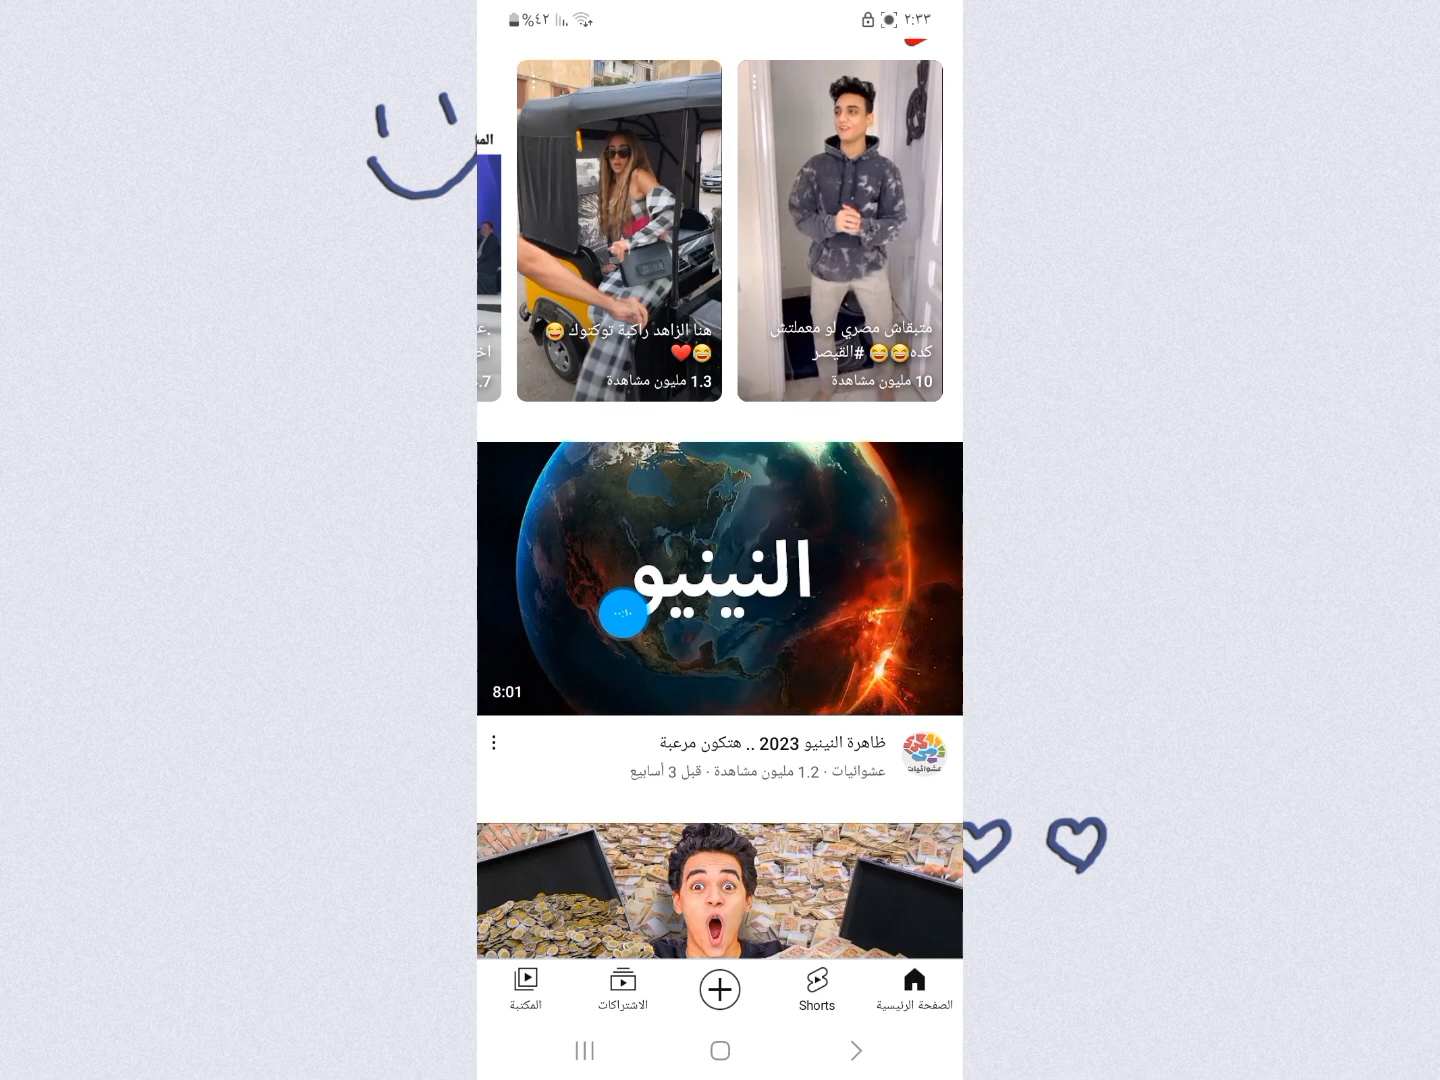 ٢:٣٣
%٤٢
متبقاش مصري لو معملتش
كده😂😂 #القيصر
10 مليون مشاهدة
هنا الزاهد راكبة توكتوك 😄
😂❤️
1.3 مليون مشاهدة
النينيو
٠٠:١٠
8:01
ظاهرة النينيو 2023 .. هتكون مرعبة
عشوائيات · 1.2 مليون مشاهدة · قبل 3 أسابيع
عشوائيات
الصفحة الرئيسية
Shorts
الاشتراكات
المكتبة